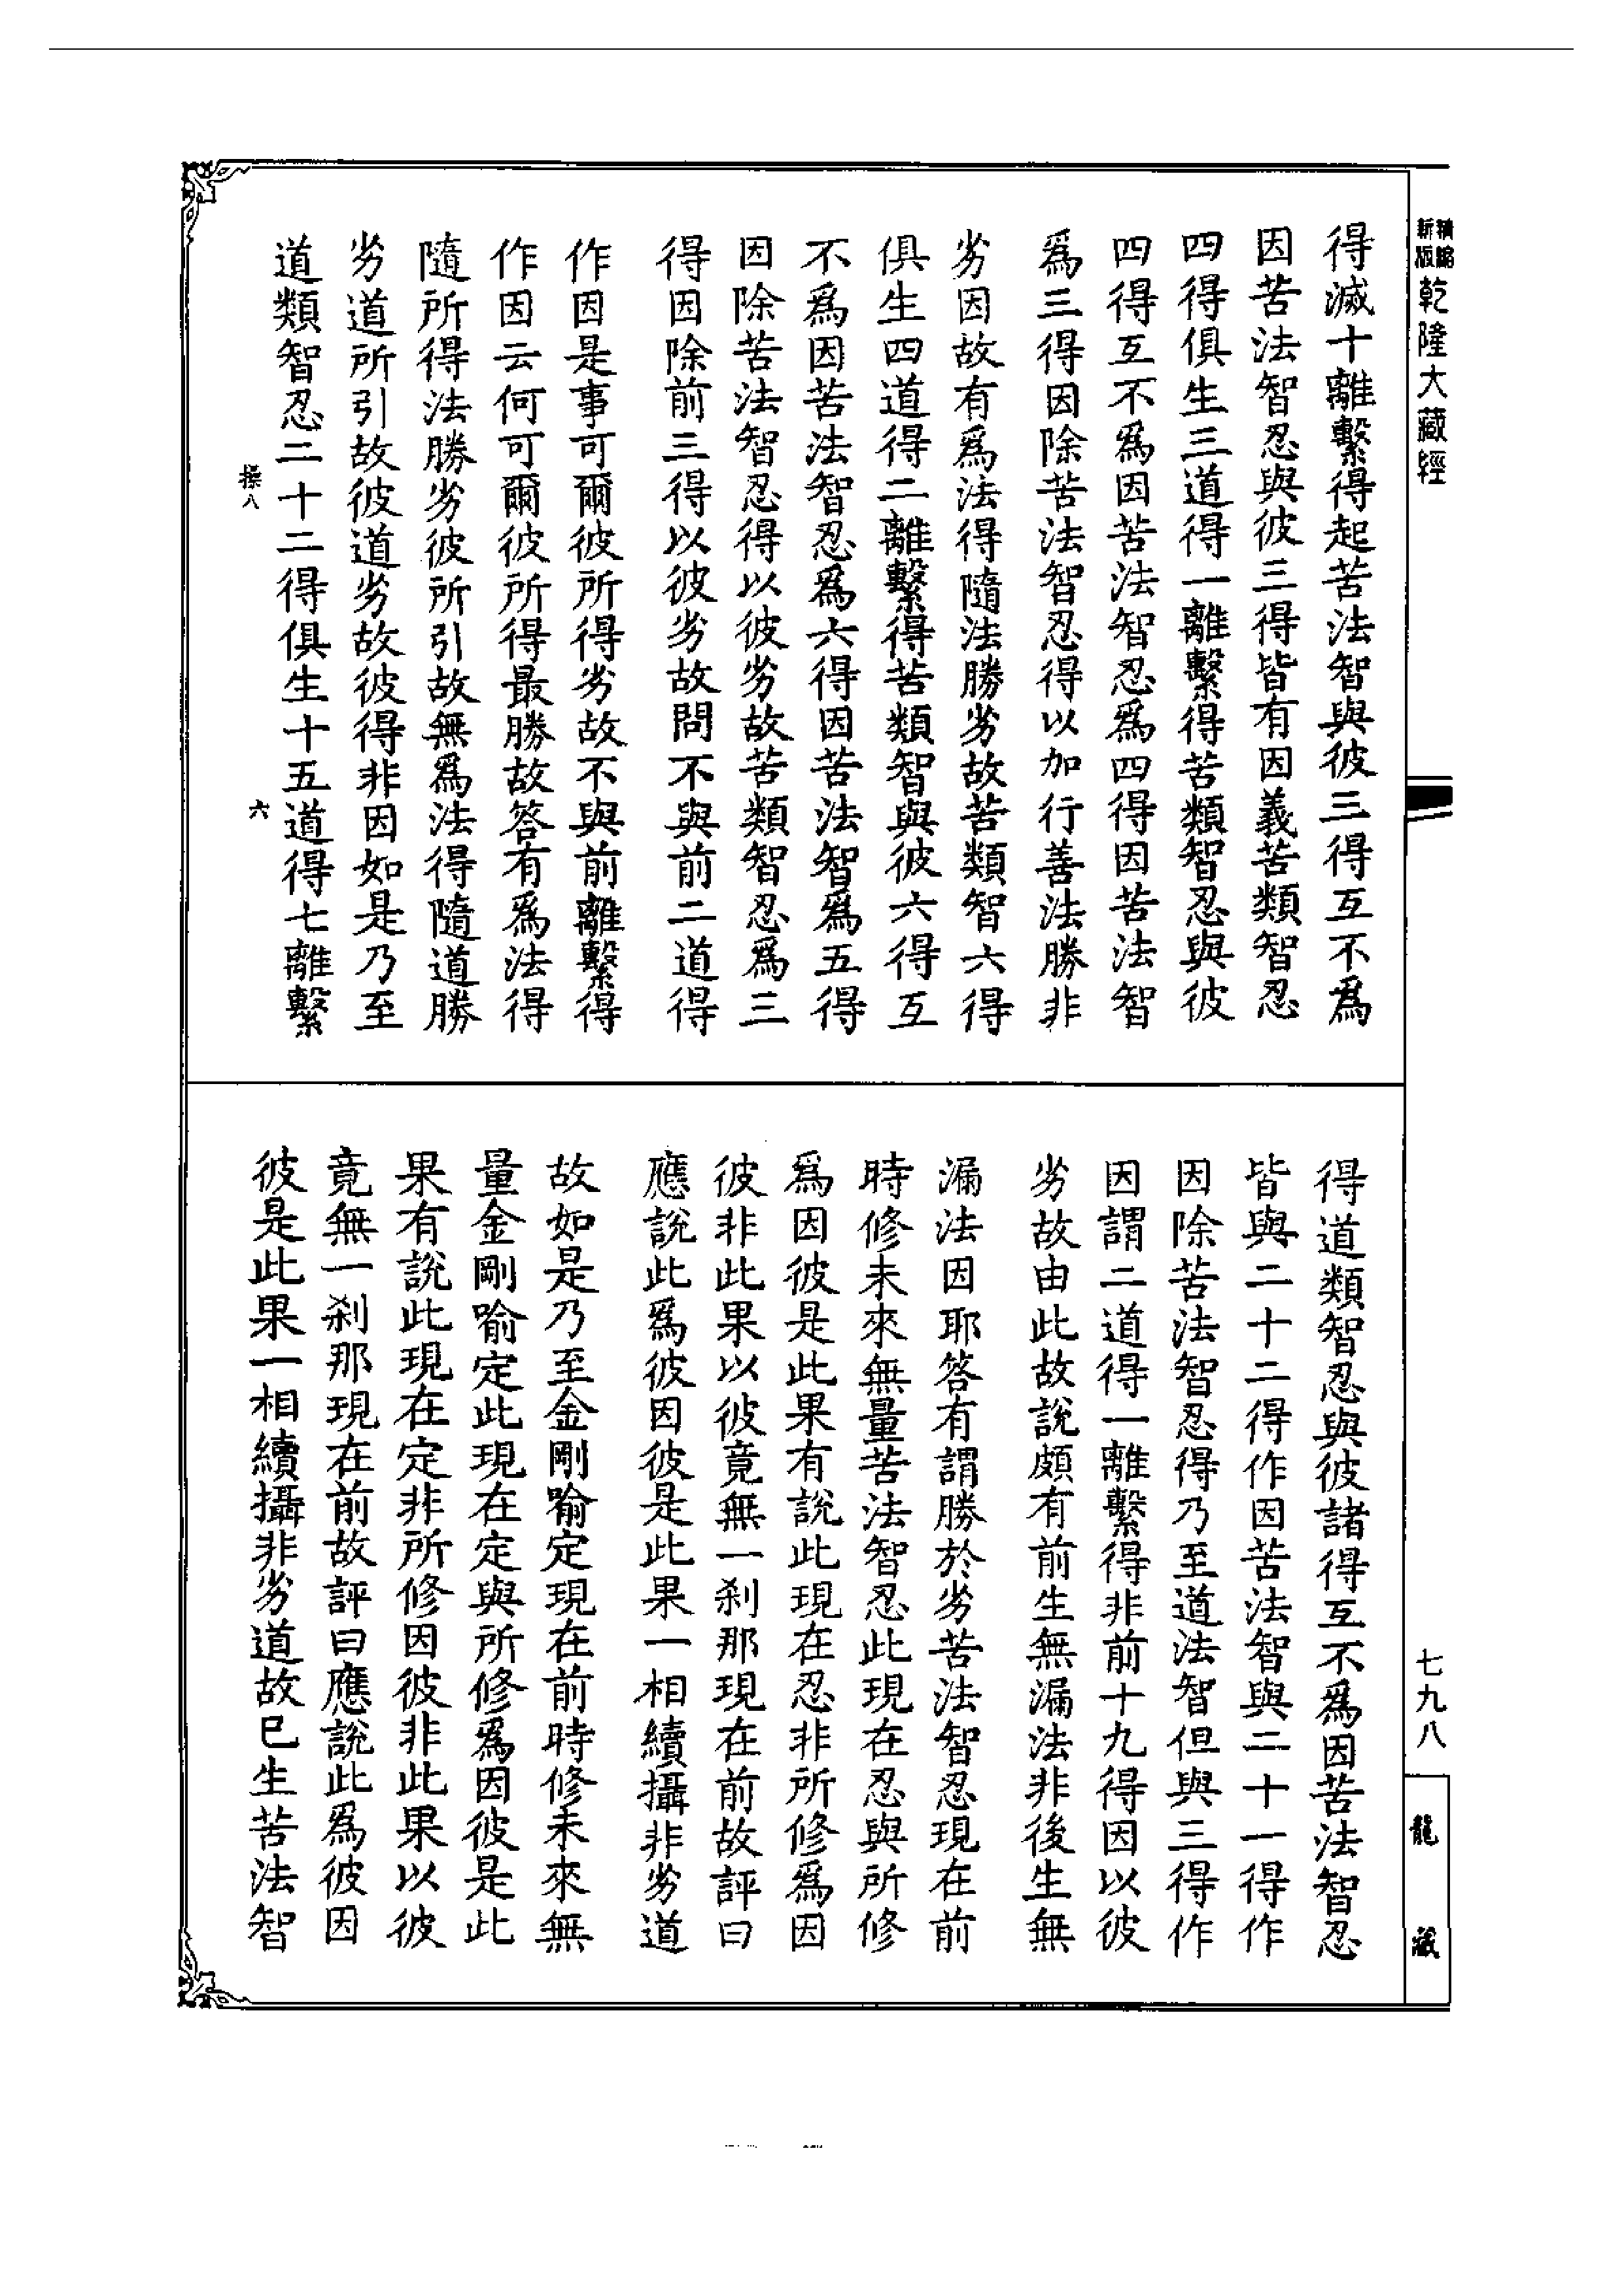 新版精縮乾隆大藏經
得滅十離繫得起苦法智與彼三得互不爲
因苦法智忍與彼三得皆有因義苦類智忍
四得俱生三道得一離繫得苦類智忍與彼
四得互不爲因苦法智忍爲四得因苦法智
爲三得因除苦法智忍得以加行善法勝非
劣因故有爲法得隨法勝劣故苦類智六得
俱生四道得二離繫得苦類智與彼六得互
不爲因苦法智忍爲六得因苦法智爲五得
因除苦法智忍得以彼劣故苦類智忍爲三
得因除前三得以彼劣故問不與前二道得
作因是事可爾彼所得劣故不與前離繫得
作因云何可爾彼所得最勝故答有爲法得
隨所得法勝劣彼所引故無爲法得隨道勝
劣道所引故彼道劣故彼得非因如是乃至
道類智忍二十二得俱生十五道得七離繫
操八
六
得道類智忍與彼諸得互不爲因苦法智忍
皆與二十二得作因苦法智與二十一得作
因除苦法智忍得乃至道法智但與三得作
因謂二道得一離繫得非前十九得因以彼
劣故由此故說頗有前生無漏法非後生無
漏法因耶答有謂勝於劣苦法智忍現在前
時修未來無量苦法智忍此現在忍與所修
爲因彼是此果有說此現在忍非所修爲因
彼非此果以彼竟無一剎那現在前故評曰
應說此爲彼因彼是此果一相續攝非劣道
故如是乃至金剛喻定現在前時修未來無
量金剛喻定此現在定與所修爲因彼是此
果有說此現在定非所修因彼非此果以彼
竟無一剎那現在前故評曰應說此爲彼因
彼是此果一相續攝非劣道故已生苦法智
七九八
龍藏